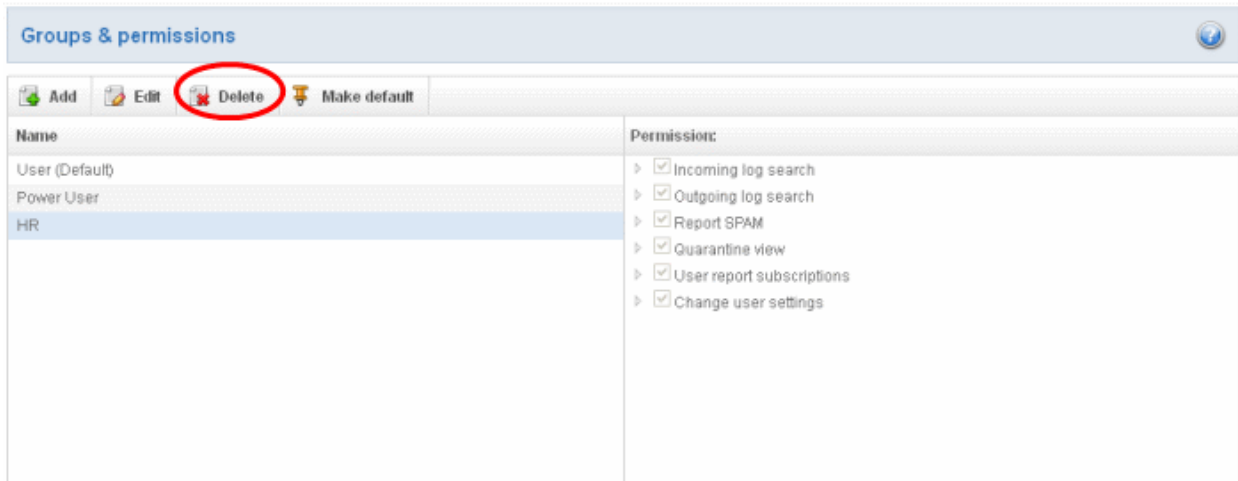 Groups & permissions
Add Edit Delete Make default
Name Permission:
User (Default)
Power User
HR
Incoming log search
Outgoing log search
Report SPAM
Quarantine view
User report subscriptions
Change user settings